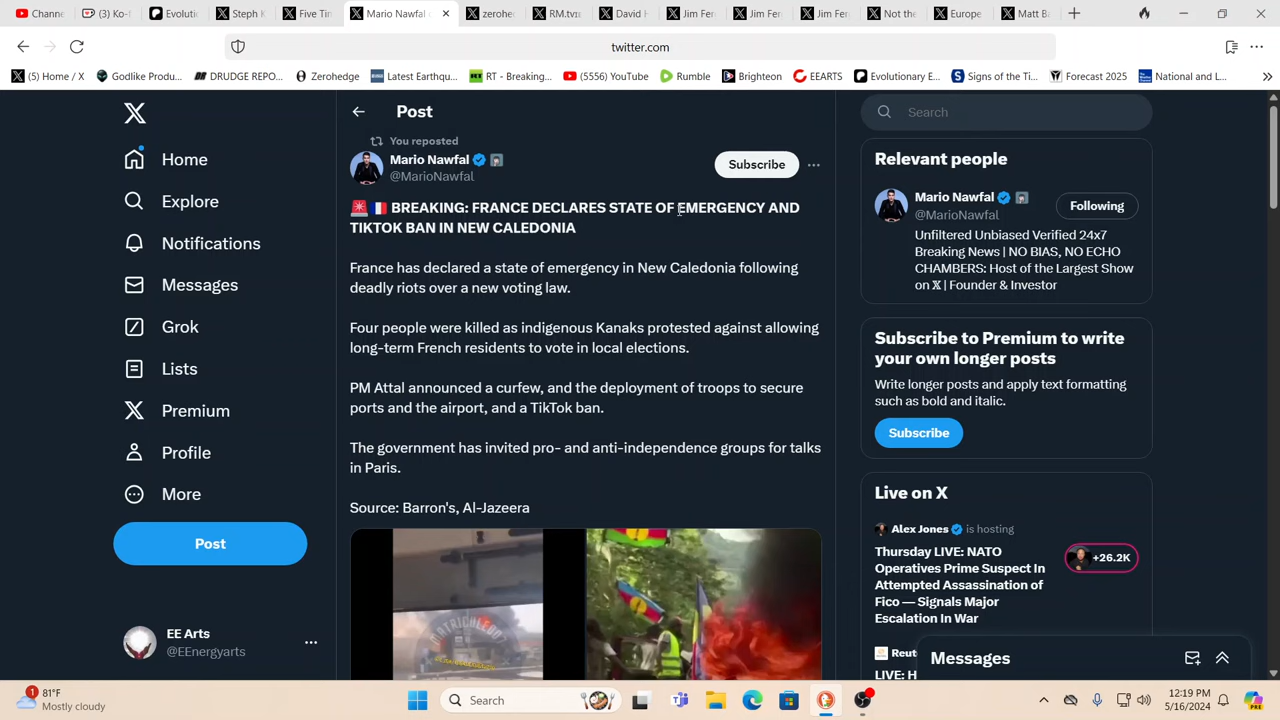 Channe
(3) Ko-f
Evolutio
Steph K
Five Tim
Mario Nawfal o
zerohed
RM.tv
David H
Jim Fer
Jim Fer
Jim Ferg
Not the
Europe
Matt B
twitter.com
(5) Home / X
Godlike Produ...
DRUDGE REPO...
Zerohedge
Latest Earthqu...
RT - Breaking...
(5556) YouTube
Rumble
Brighteon
EEARTS
Evolutionary E...
Signs of the Ti...
Forecast 2025
National and L...
Home
Explore
Notifications
Messages
Grok
Lists
Premium
Profile
More
Post
EE Arts
@EEnergyarts
Post
You reposted
Mario Nawfal
@MarioNawfal
Subscribe
BREAKING: FRANCE DECLARES STATE OF EMERGENCY AND
TIKTOK BAN IN NEW CALEDONIA
France has declared a state of emergency in New Caledonia following
deadly riots over a new voting law.
Four people were killed as indigenous Kanaks protested against allowing
long-term French residents to vote in local elections.
PM Attal announced a curfew, and the deployment of troops to secure
ports and the airport, and a TikTok ban.
The government has invited pro- and anti-independence groups for talks
in Paris.
Source: Barron's, Al-Jazeera
Search
Relevant people
Mario Nawfal
@MarioNawfal
Following
Unfiltered Unbiased Verified 24x7
Breaking News | NO BIAS, NO ECHO
CHAMBERS: Host of the Largest Show
on 𝕏 | Founder & Investor
Subscribe to Premium to write
your own longer posts
Write longer posts and apply text formatting
such as bold and italic.
Subscribe
Live on X
Alex Jones is hosting
Thursday LIVE: NATO
Operatives Prime Suspect In
Attempted Assassination of
Fico — Signals Major
Escalation In War
+26.2K
Reut
LIVE: H
Messages
1
81°F
Mostly cloudy
Search
12:19 PM
5/16/2024
PRE